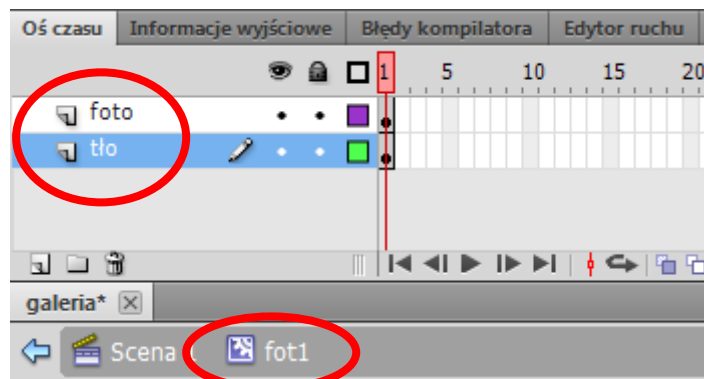 Oś czasu Informacje wyjściowe Błędy kompilatora Edytor ruchu
1 5 10 15 20
foto
tło
galeria*
Scena fot1